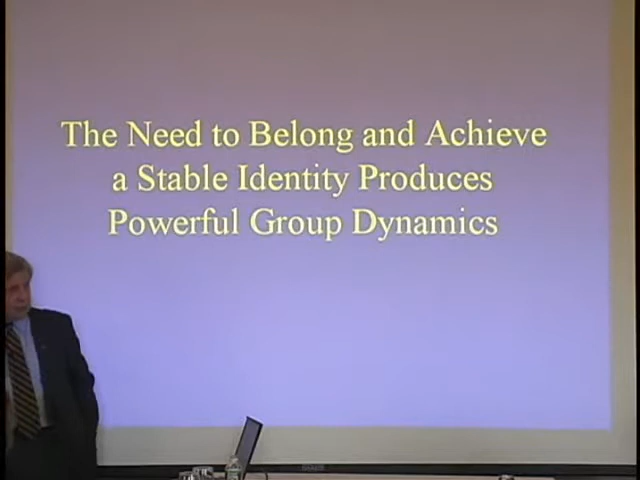 The Need to Belong and Achieve
a Stable Identity Produces
Powerful Group Dynamics